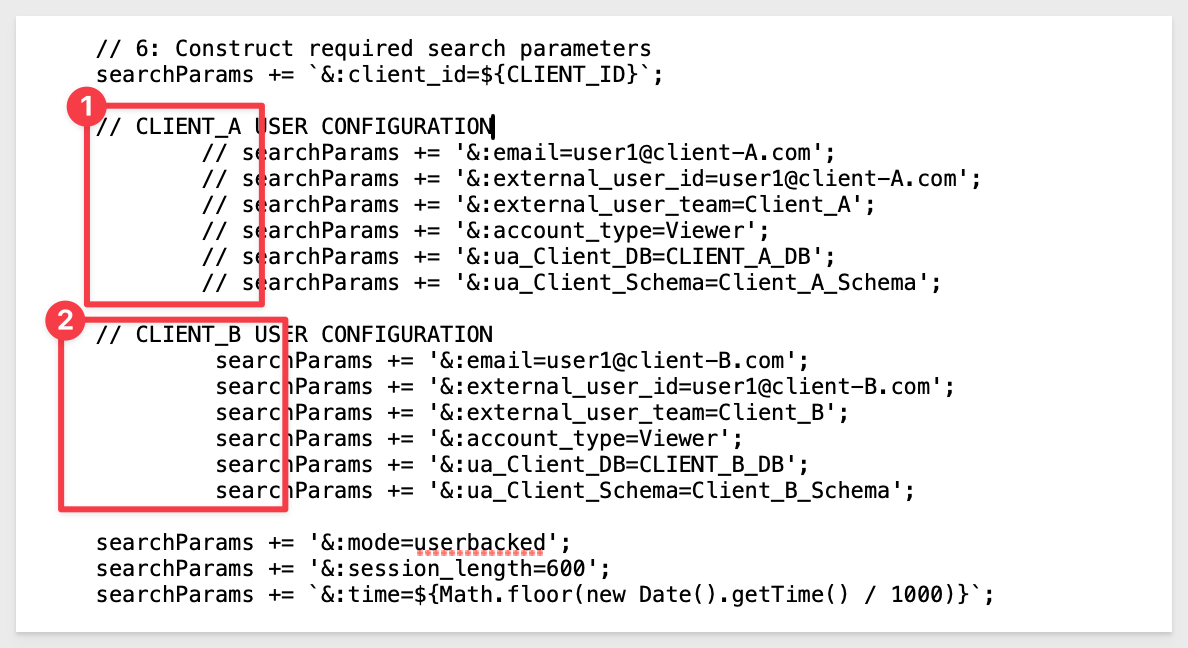 // 6: Construct required search parameters
searchParams += `&:client_id=${CLIENT_ID}`;
1
// CLIENT_A USER CONFIGURATION
// searchParams += '&:email=user1@client-A.com';
// searchParams += '&:external_user_id=user1@client-A.com';
// searchParams += '&:external_user_team=Client_A';
// searchParams += '&:account_type=Viewer';
// searchParams += '&:ua_Client_DB=CLIENT_A_DB';
// searchParams += '&:ua_Client_Schema=Client_A_Schema';
2
// CLIENT_B USER CONFIGURATION
searchParams += '&:email=user1@client-B.com';
searchParams += '&:external_user_id=user1@client-B.com';
searchParams += '&:external_user_team=Client_B';
searchParams += '&:account_type=Viewer';
searchParams += '&:ua_Client_DB=CLIENT_B_DB';
searchParams += '&:ua_Client_Schema=Client_B_Schema';
searchParams += '&:mode=userbacked';
searchParams += '&:session_length=600';
searchParams += `&:time=${Math.floor(new Date().getTime() / 1000)}`;